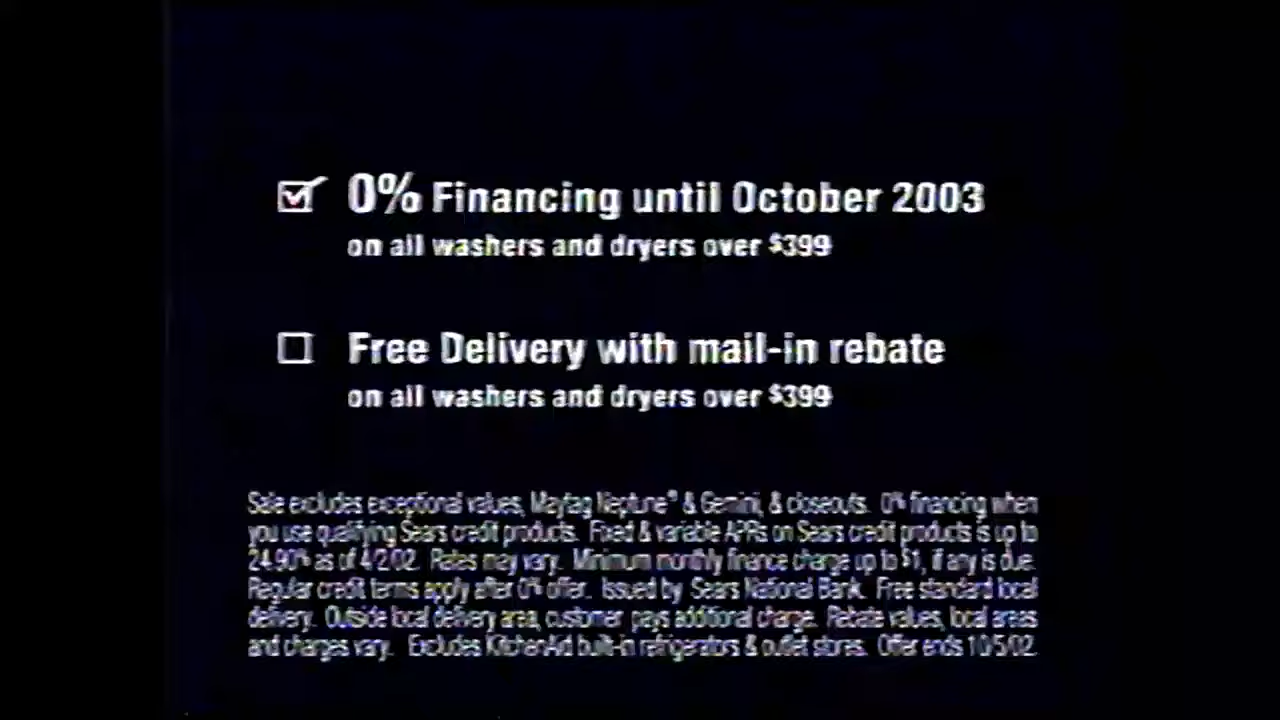 0% Financing until October 2003
on all washers and dryers over $399
Free Delivery with mail-in rebate
on all washers and dryers over $399
Sale excludes exceptional values, Maytag Neptune® & Gemini, & closeouts. 0% financing when
you use qualifying Sears credit products. Fixed & variable APRs on Sears credit products is up to
24.90% as of 4/2/02. Rates may vary. Minimum monthly finance charge up to $1, if any is due.
Regular credit terms apply after 0% offer. Issued by Sears National Bank. Free standard local
delivery. Outside local delivery area, customer pays additional charge. Rebate values, local areas
and charges vary. Excludes KitchenAid built-in refrigerators & outlet stores. Offer ends 10/5/02.